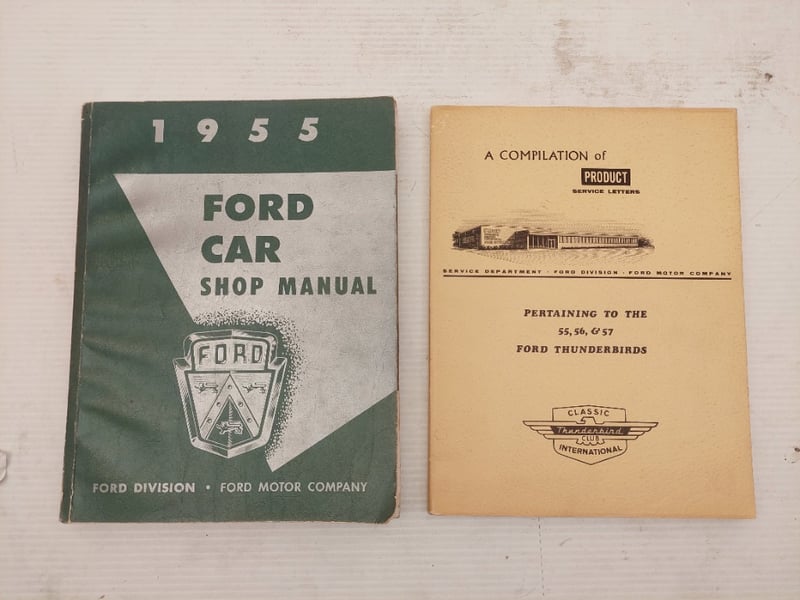 1955
FORD
CAR
SHOP MANUAL
FORD
FORD DIVISION • FORD MOTOR COMPANY
A COMPILATION of
PRODUCT
SERVICE LETTERS
SERVICE DEPARTMENT · FORD DIVISION · FORD MOTOR COMPANY
PERTAINING TO THE
55, 56, & 57
FORD THUNDERBIRDS
CLASSIC
Thunderbird
CLUB
INTERNATIONAL